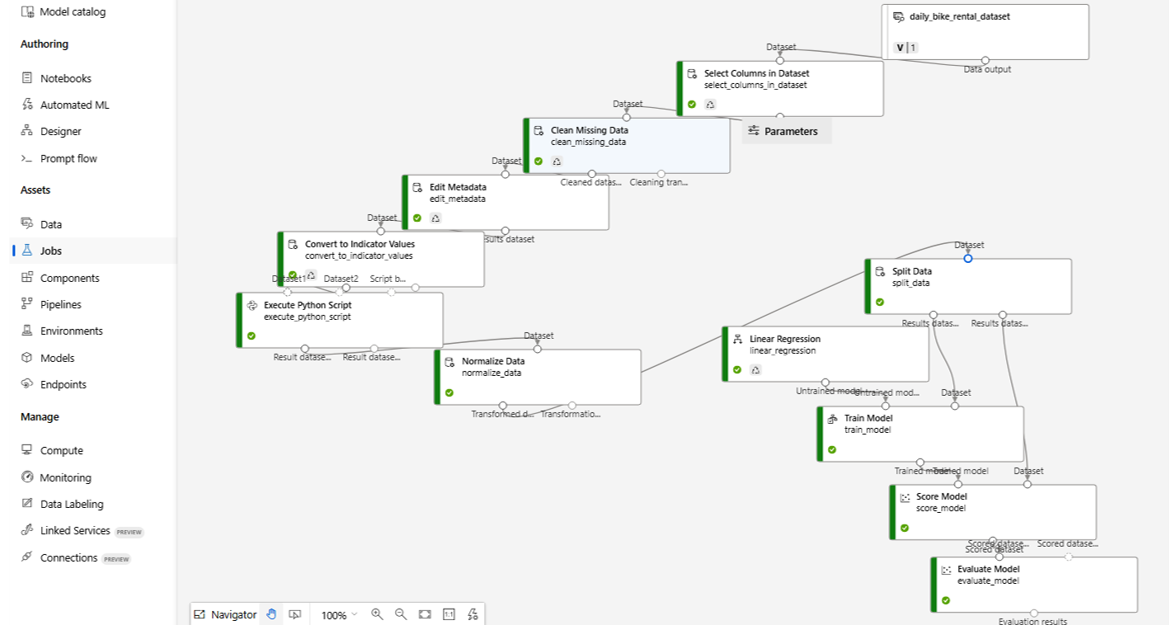 Model catalog
Authoring
Notebooks
Automated ML
Designer
Prompt flow
Assets
Data
Jobs
Components
Pipelines
Environments
Models
Endpoints
Manage
Compute
Monitoring
Data Labeling
Linked Services PREVIEW
Connections PREVIEW
daily_bike_rental_dataset
V | 1
Data output
Dataset
Select Columns in Dataset
select_columns_in_dataset
Parameters
Dataset
Clean Missing Data
clean_missing_data
Cleaned datas... Cleaning tran...
Dataset
Edit Metadata
edit_metadata
dataset
Dataset
Convert to Indicator Values
convert_to_indicator_values
Dataset1 Dataset2 Script b...
Execute Python Script
execute_python_script
Result datase... Result datase...
Dataset
Normalize Data
normalize_data
Transformed d... Transformatio...
Dataset
Split Data
split_data
Results datas... Results datas...
Linear Regression
linear_regression
Untrained model Untrained mod... Dataset
Train Model
train_model
Trained model Trained model Dataset
Score Model
score_model
Scored datase... Scored datase...
Scored dataset
Evaluate Model
evaluate_model
Evaluation results
Navigator 100% 1:1